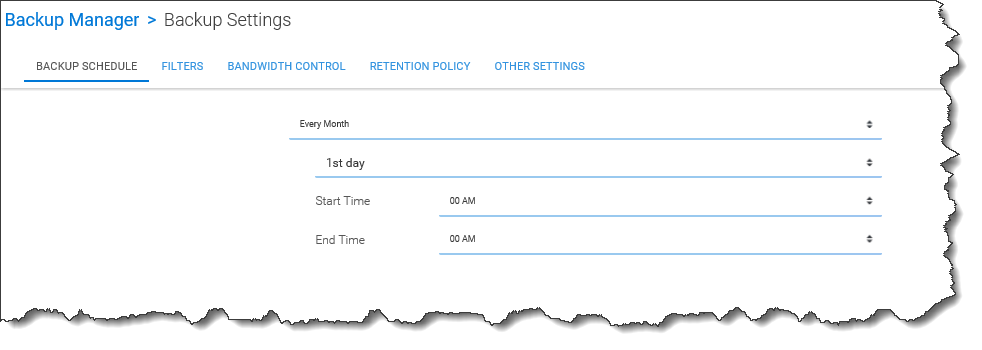 Backup Manager > Backup Settings
BACKUP SCHEDULE FILTERS BANDWIDTH CONTROL RETENTION POLICY OTHER SETTINGS
Every Month
1st day
Start Time 00 AM
End Time 00 AM